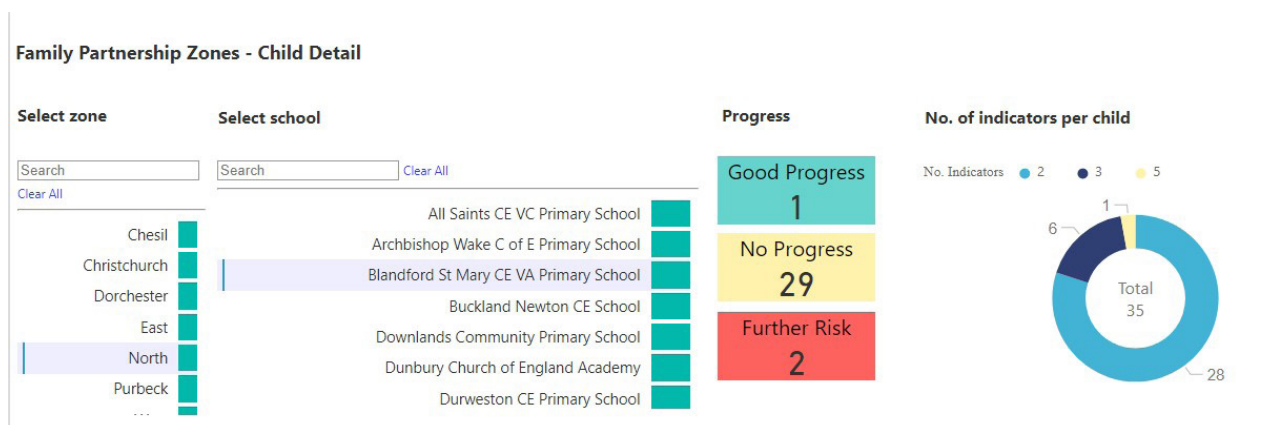 Family Partnership Zones - Child Detail
Select zone
Search
Clear All
Chesil
Christchurch
Dorchester
East
North
Purbeck
Select school
Search Clear All
All Saints CE VC Primary School
Archbishop Wake C of E Primary School
Blandford St Mary CE VA Primary School
Buckland Newton CE School
Downlands Community Primary School
Dunbury Church of England Academy
Durweston CE Primary School
Progress
Good Progress
1
No Progress
29
Further Risk
2
No. of indicators per child
No. Indicators 2 3 5
1
6
Total
35
28